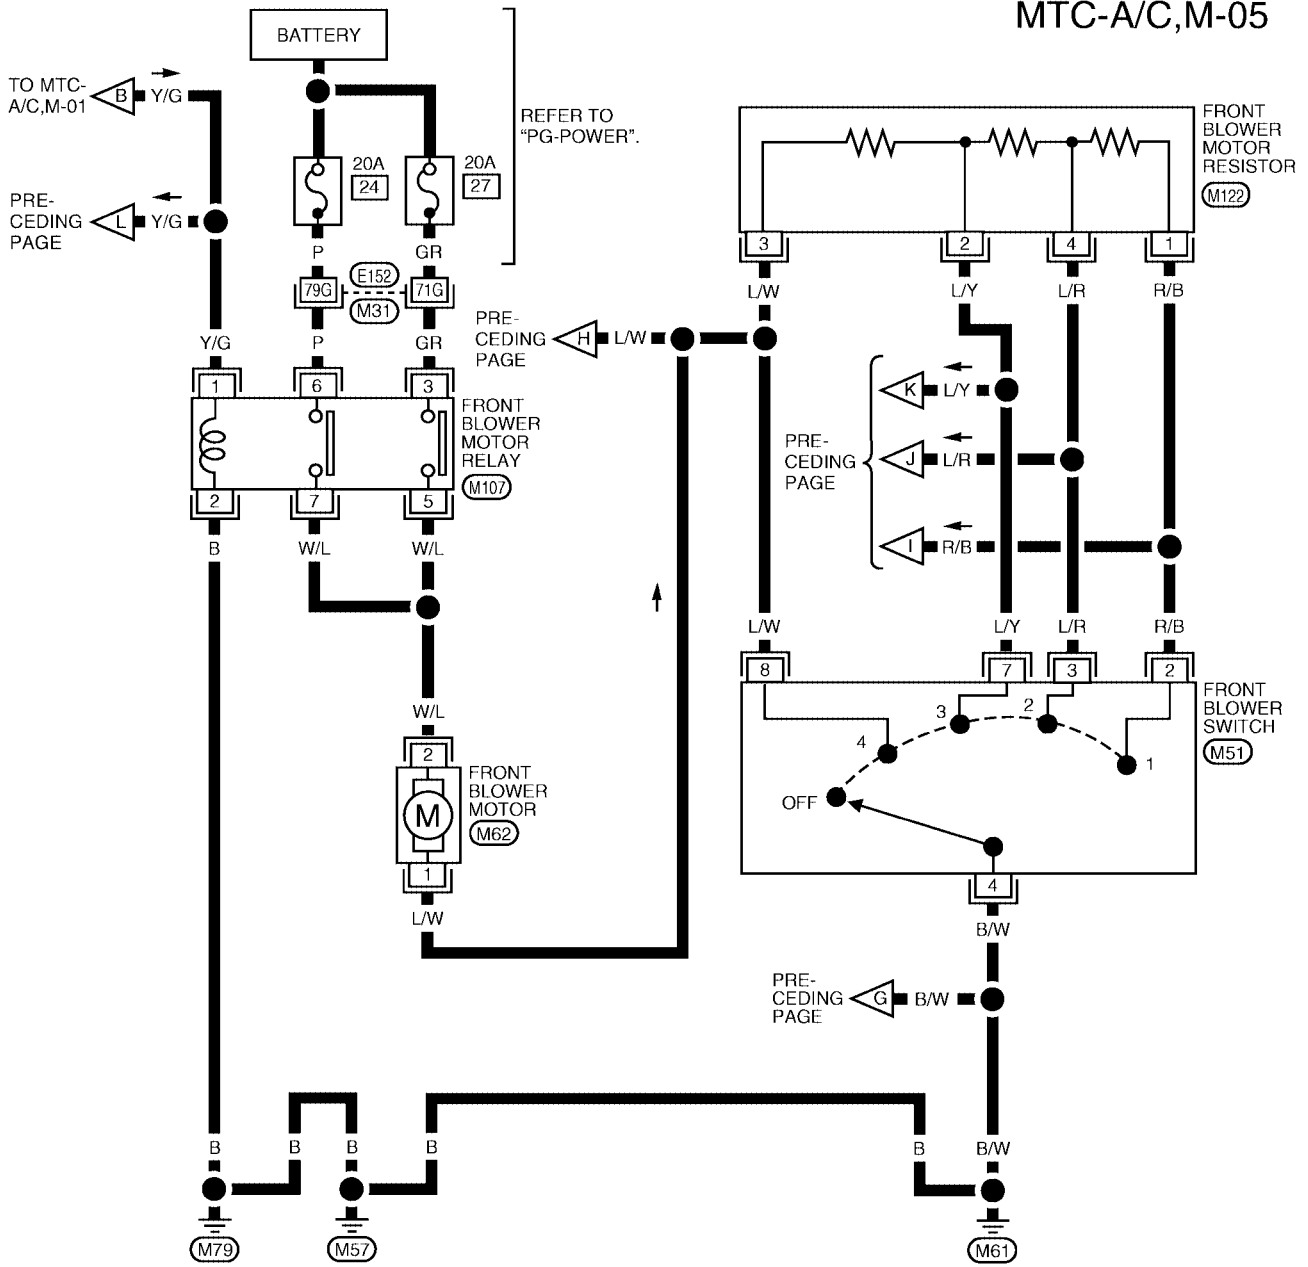 MTC-A/C,M-05
BATTERY
TO MTC-
A/C,M-01
B
Y/G
REFER TO
“PG-POWER”.
20A
24
20A
27
PRE-
CEDING
PAGE
L
Y/G
P
GR
79G
E152
M31
71G
Y/G
P
GR
1
6
3
FRONT
BLOWER
MOTOR
RELAY
M107
2
7
5
B
W/L
W/L
W/L
2
M
FRONT
BLOWER
MOTOR
M62
1
L/W
PRE-
CEDING
PAGE
H
L/W
FRONT
BLOWER
MOTOR
RESISTOR
M122
3
2
4
1
L/W
L/Y
L/R
R/B
PRE-
CEDING
PAGE
K
L/Y
J
L/R
I
R/B
L/W
L/Y
L/R
R/B
8
7
3
2
FRONT
BLOWER
SWITCH
M51
4
3
2
1
OFF
4
B/W
PRE-
CEDING
PAGE
G
B/W
B
B
B
B
B
B/W
M79
M57
M61